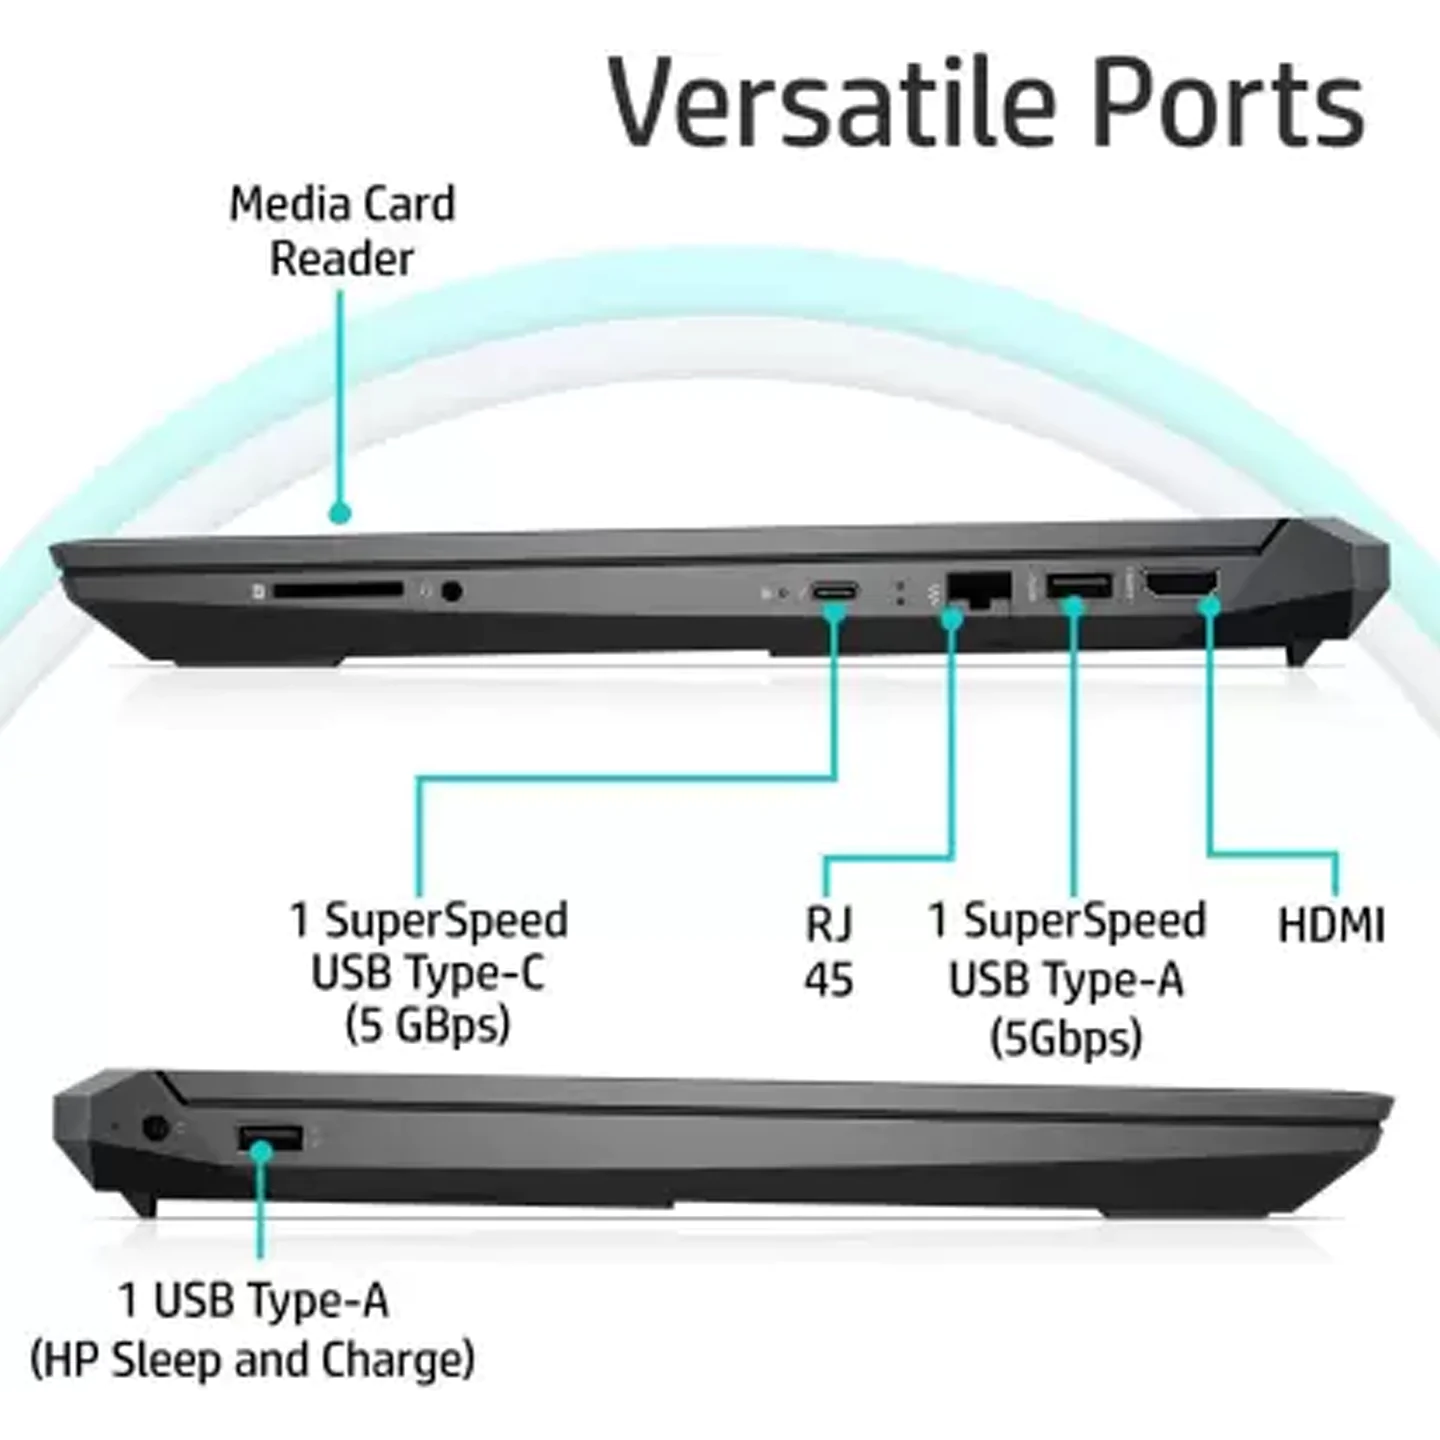 Versatile Ports
Media Card
Reader
1 SuperSpeed
USB Type-C
(5 GBps)
RJ
45
1 SuperSpeed
USB Type-A
(5Gbps)
HDMI
1 USB Type-A
(HP Sleep and Charge)